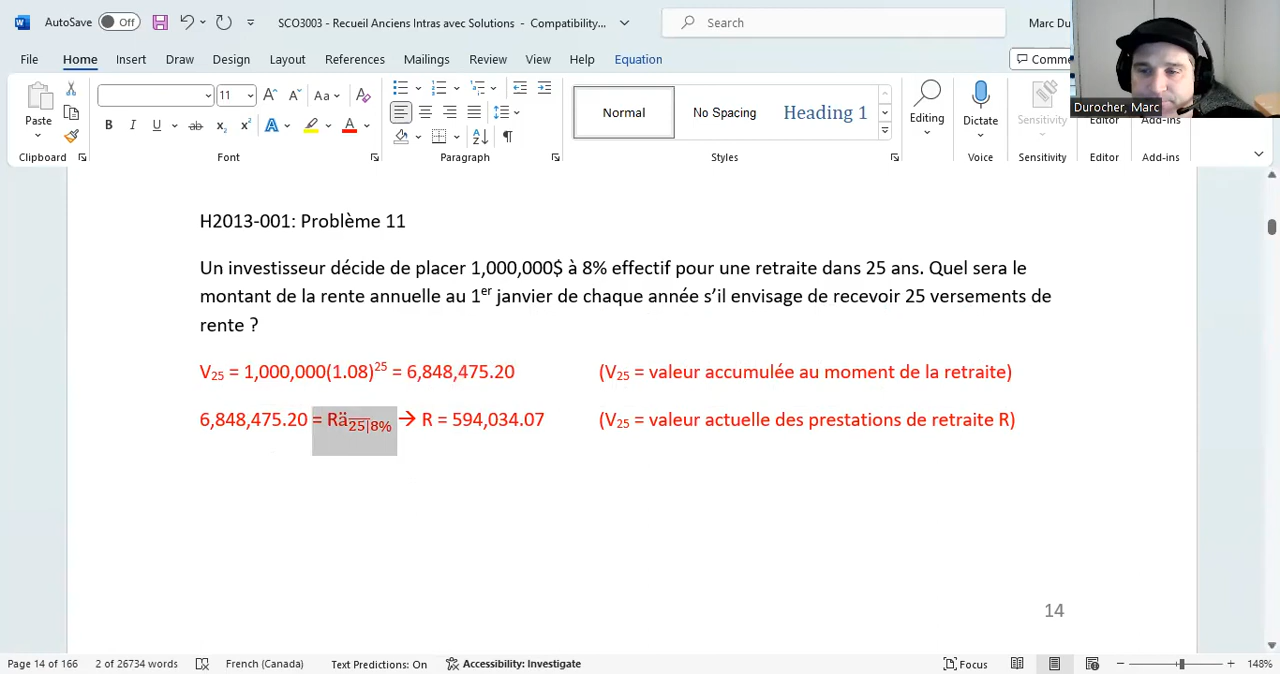 AutoSave Off SCO3003 - Recueil Anciens Intras avec Solutions - Compatibility... Search Marc Du
File Home Insert Draw Design Layout References Mailings Review View Help Equation Comme
Durocher, Marc
Paste 11 Aa Normal No Spacing Heading 1 Editing Dictate Sensitivity Editor Add-ins
Clipboard Font Paragraph Styles Voice Sensitivity Editor Add-ins
H2013-001: Problème 11
Un investisseur décide de placer 1,000,000$ à 8% effectif pour une retraite dans 25 ans. Quel sera le
montant de la rente annuelle au 1er janvier de chaque année s’il envisage de recevoir 25 versements de
rente ?
V25 = 1,000,000(1.08)25 = 6,848,475.20 (V25 = valeur accumulée au moment de la retraite)
6,848,475.20 = Rä25|8% → R = 594,034.07 (V25 = valeur actuelle des prestations de retraite R)
14
Page 14 of 166 2 of 26734 words French (Canada) Text Predictions: On Accessibility: Investigate Focus 148%